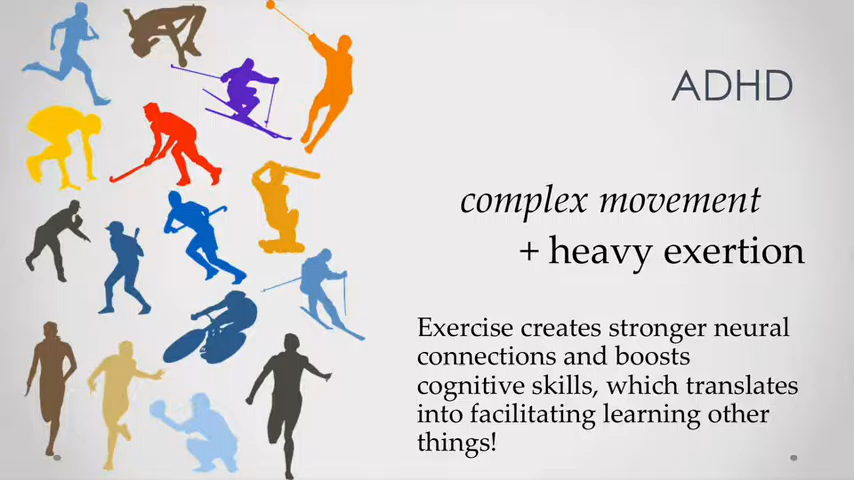 ADHD
complex movement
+ heavy exertion
Exercise creates stronger neural
connections and boosts
cognitive skills, which translates
into facilitating learning other
things!